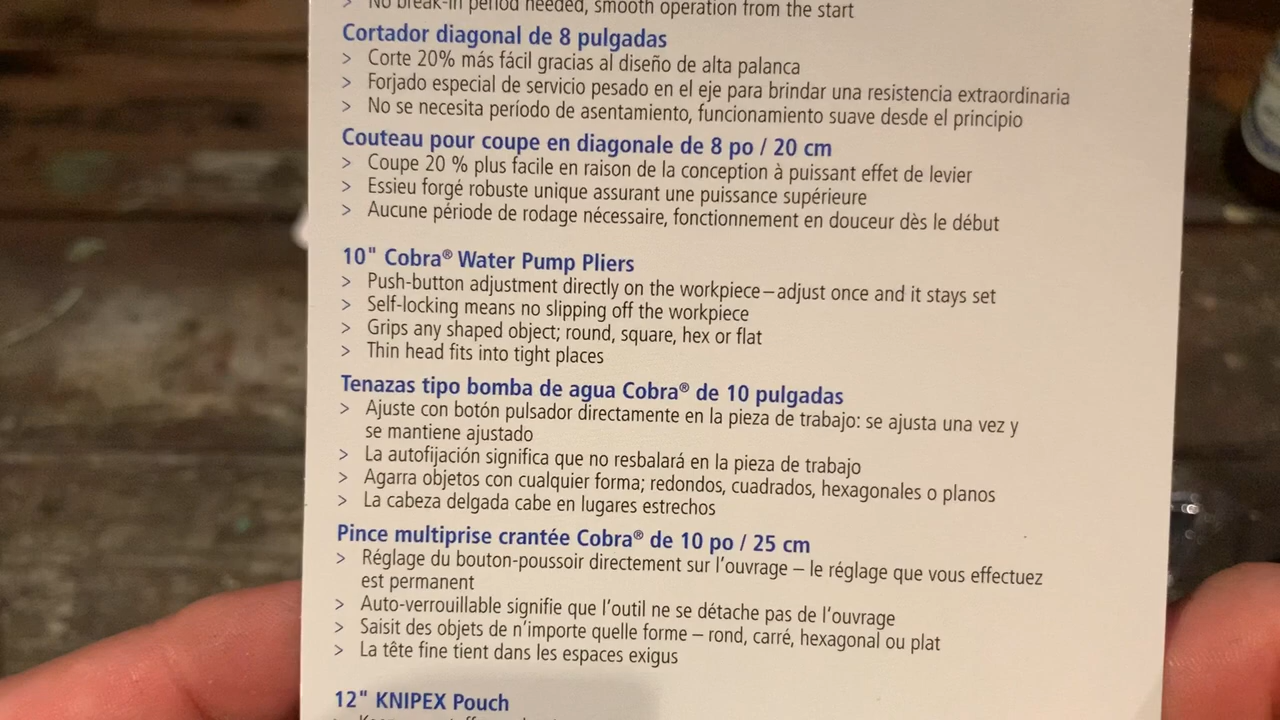 > No break-in period needed, smooth operation from the start
Cortador diagonal de 8 pulgadas
> Corte 20% más fácil gracias al diseño de alta palanca
> Forjado especial de servicio pesado en el eje para brindar una resistencia extraordinaria
> No se necesita período de asentamiento, funcionamiento suave desde el principio
Couteau pour coupe en diagonale de 8 po / 20 cm
> Coupe 20 % plus facile en raison de la conception à puissant effet de levier
> Essieu forgé robuste unique assurant une puissance supérieure
> Aucune période de rodage nécessaire, fonctionnement en douceur dès le début
10" Cobra® Water Pump Pliers
> Push-button adjustment directly on the workpiece–adjust once and it stays set
> Self-locking means no slipping off the workpiece
> Grips any shaped object; round, square, hex or flat
> Thin head fits into tight places
Tenazas tipo bomba de agua Cobra® de 10 pulgadas
> Ajuste con botón pulsador directamente en la pieza de trabajo: se ajusta una vez y
se mantiene ajustado
> La autofijación significa que no resbalará en la pieza de trabajo
> Agarra objetos con cualquier forma; redondos, cuadrados, hexagonales o planos
> La cabeza delgada cabe en lugares estrechos
Pince multiprise crantée Cobra® de 10 po / 25 cm
> Réglage du bouton-poussoir directement sur l'ouvrage – le réglage que vous effectuez
est permanent
> Auto-verrouillable signifie que l'outil ne se détache pas de l'ouvrage
> Saisit des objets de n'importe quelle forme – rond, carré, hexagonal ou plat
> La tête fine tient dans les espaces exigus
12" KNIPEX Pouch